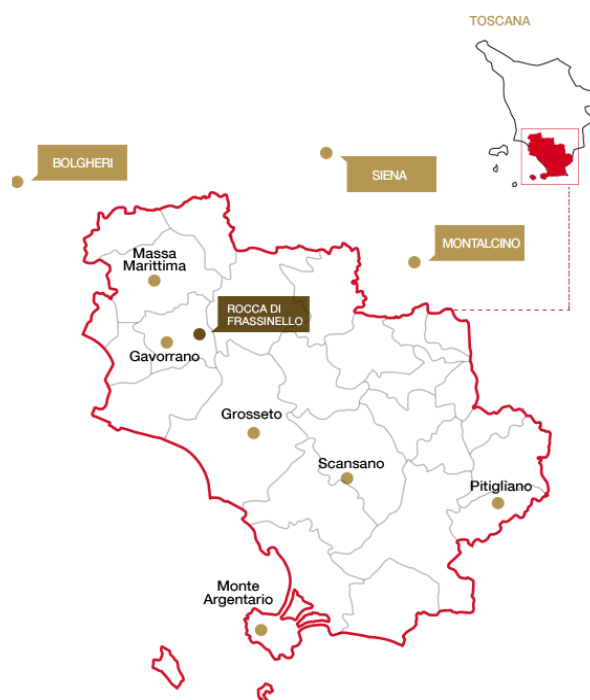 TOSCANA
BOLGHERI
SIENA
MONTALCINO
Massa
Marittima
ROCCA DI
FRASSINELLO
Gavorrano
Grosseto
Scansano
Pitigliano
Monte
Argentario